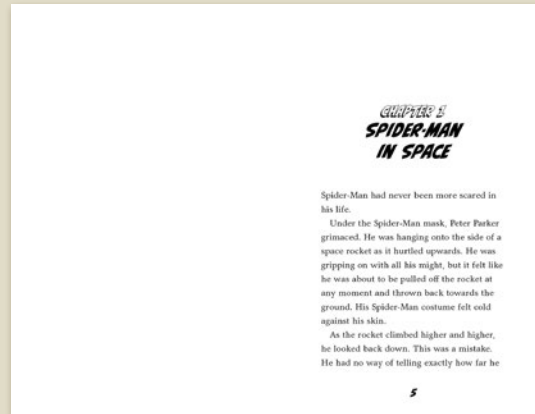 CHAPTER 1
SPIDER-MAN
IN SPACE
Spider-Man had never been more scared in
his life.
Under the Spider-Man mask, Peter Parker
grimaced. He was hanging onto the side of a
space rocket as it hurtled upwards. He was
gripping on with all his might, but it felt like
he was about to be pulled off the rocket at
any moment and thrown back towards the
ground. His Spider-Man costume felt cold
against his skin.
As the rocket climbed higher and higher,
he looked back down. This was a mistake.
He had no way of telling exactly how far he
5